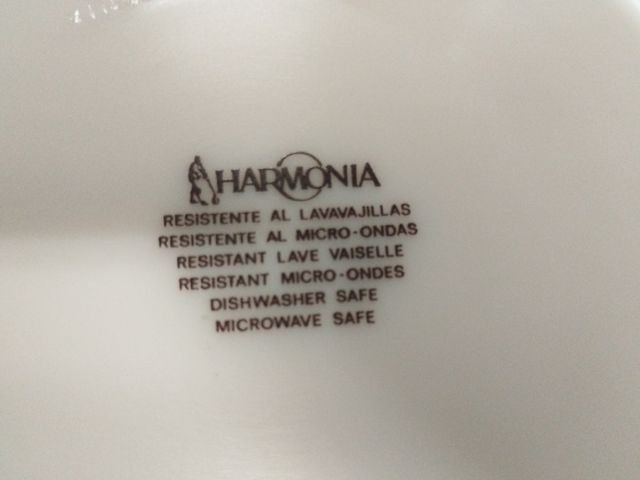 HARMONIA
RESISTENTE AL LAVAVAJILLAS
RESISTENTE AL MICRO-ONDAS
RESISTANT LAVE VAISELLE
RESISTANT MICRO-ONDES
DISHWASHER SAFE
MICROWAVE SAFE